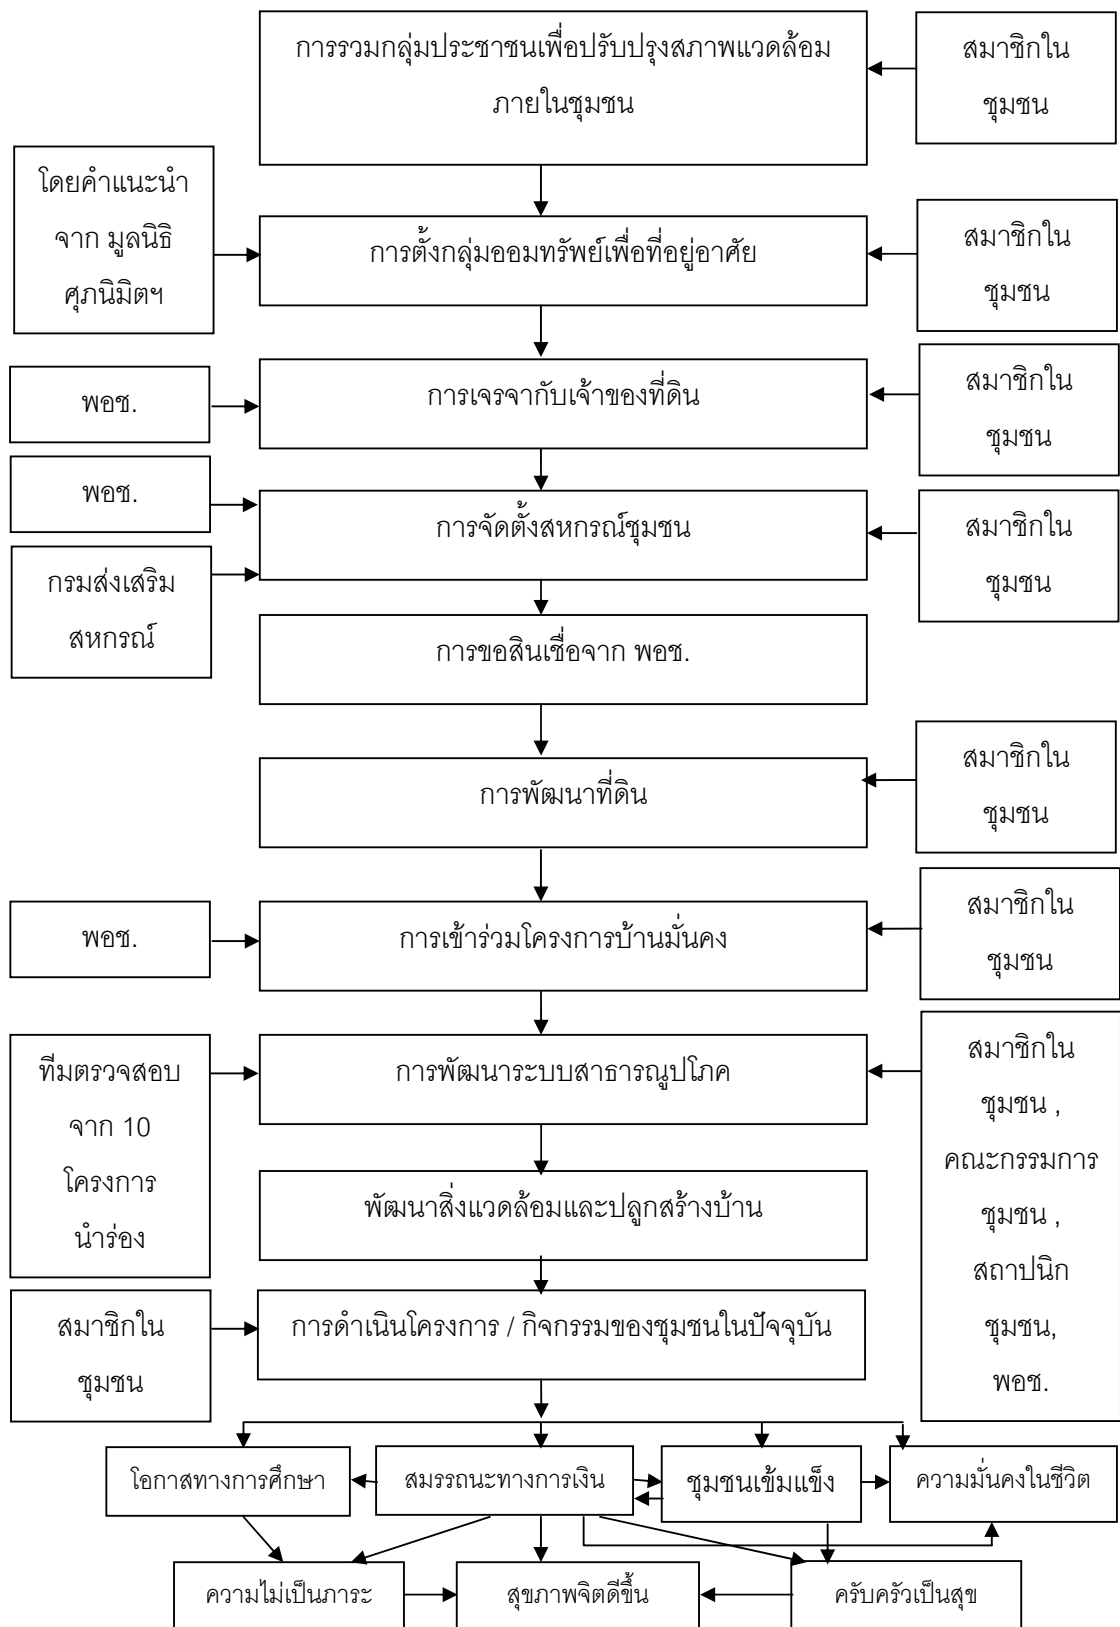 การรวมกลุ่มประชาชนเพื่อปรับปรุงสภาพแวดล้อม
ภายในชุมชน
สมาชิกใน
ชุมชน
โดยคำแนะนำ
จาก มูลนิธิ
ศุภนิมิตฯ
การตั้งกลุ่มออมทรัพย์เพื่อที่อยู่อาศัย
สมาชิกใน
ชุมชน
พอช.
การเจรจากับเจ้าของที่ดิน
สมาชิกใน
ชุมชน
พอช.
กรมส่งเสริม
สหกรณ์
การจัดตั้งสหกรณ์ชุมชน
สมาชิกใน
ชุมชน
การขอสินเชื่อจาก พอช.
การพัฒนาที่ดิน
สมาชิกใน
ชุมชน
พอช.
การเข้าร่วมโครงการบ้านมั่นคง
สมาชิกใน
ชุมชน
ทีมตรวจสอบ
จาก 10
โครงการ
นำร่อง
การพัฒนาระบบสาธารณูปโภค
สมาชิกใน
ชุมชน ,
คณะกรรมการ
ชุมชน ,
สถาปนิก
ชุมชน,
พอช.
พัฒนาสิ่งแวดล้อมและปลูกสร้างบ้าน
สมาชิกใน
ชุมชน
การดำเนินโครงการ / กิจกรรมของชุมชนในปัจจุบัน
โอกาสทางการศึกษา
สมรรถนะทางการเงิน
ชุมชนเข้มแข็ง
ความมั่นคงในชีวิต
ความไม่เป็นภาระ
สุขภาพจิตดีขึ้น
ครับครัวเป็นสุข